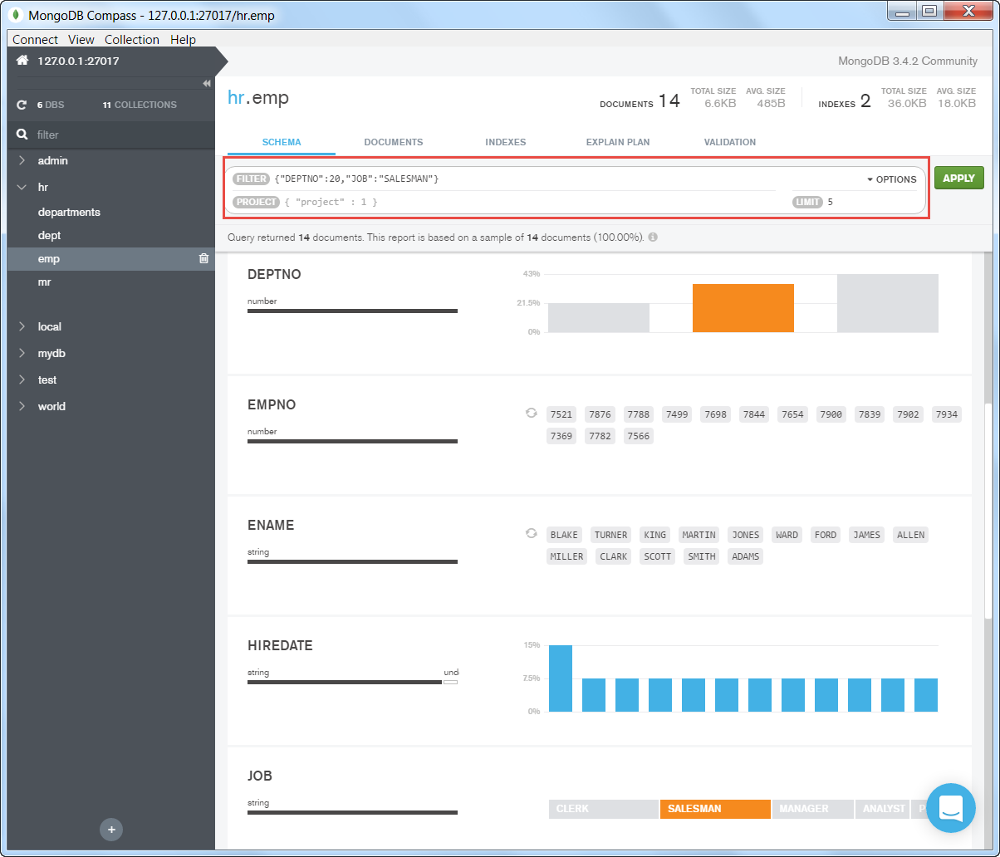 MongoDB Compass - 127.0.0.1:27017/hr.emp
Connect View Collection Help
127.0.0.1:27017
MongoDB 3.4.2 Community
6 DBS 11 COLLECTIONS
filter
admin
hr
departments
dept
emp
mr
local
mydb
test
world
hr.emp
DOCUMENTS 14 TOTAL SIZE 6.6KB AVG. SIZE 485B
INDEXES 2 TOTAL SIZE 36.0KB AVG. SIZE 18.0KB
SCHEMA DOCUMENTS INDEXES EXPLAIN PLAN VALIDATION
FILTER {"DEPTNO":20,"JOB":"SALESMAN"} OPTIONS APPLY
PROJECT { "project" : 1 } LIMIT 5
Query returned 14 documents. This report is based on a sample of 14 documents (100.00%).
DEPTNO
number
43%
21.5%
0%
EMPNO
number
7521 7876 7788 7499 7698 7844 7654 7900 7839 7902 7934
7369 7782 7566
ENAME
string
BLAKE TURNER KING MARTIN JONES WARD FORD JAMES ALLEN
MILLER CLARK SCOTT SMITH ADAMS
HIREDATE
string und
15%
7.5%
0%
JOB
string
CLERK SALESMAN MANAGER ANALYST P